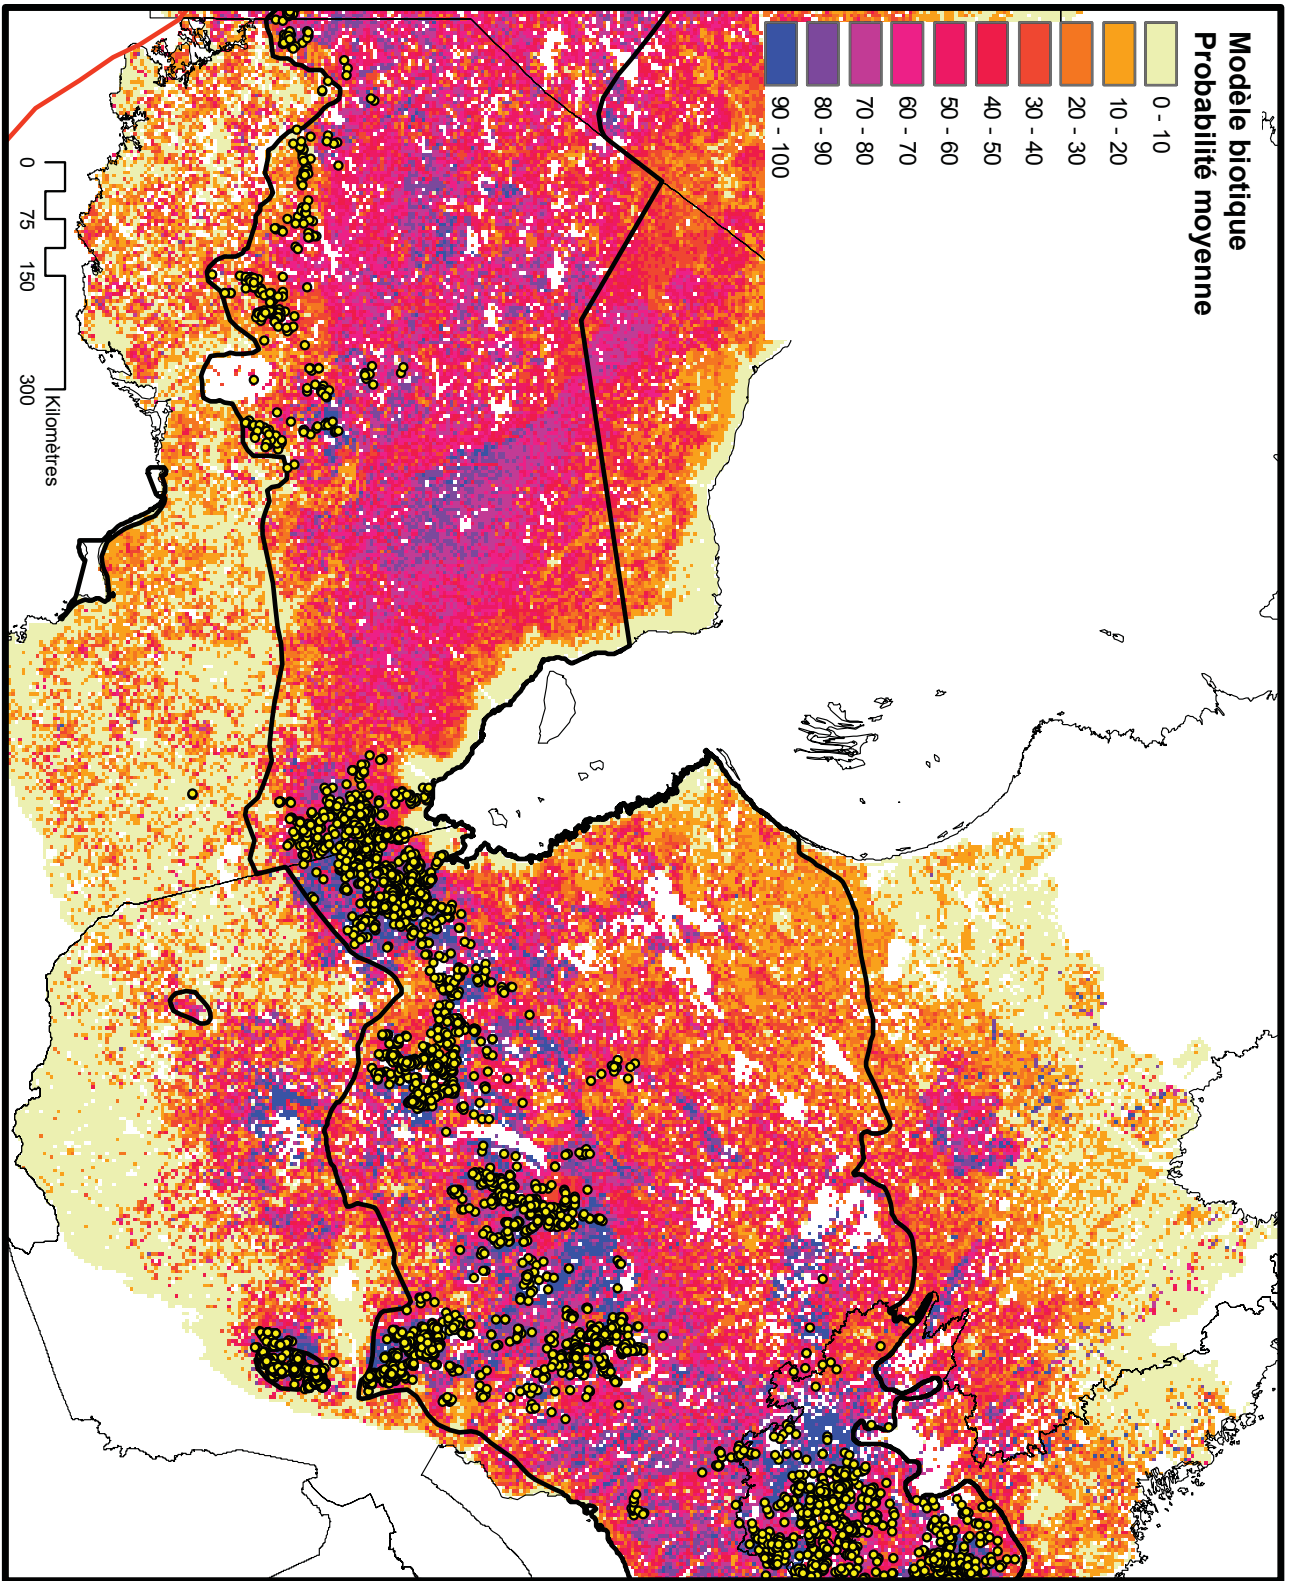 Modèle biotique
Probabilité moyenne
0 - 10
10 - 20
20 - 30
30 - 40
40 - 50
50 - 60
60 - 70
70 - 80
80 - 90
90 - 100
0 75 150 300
Kilomètres